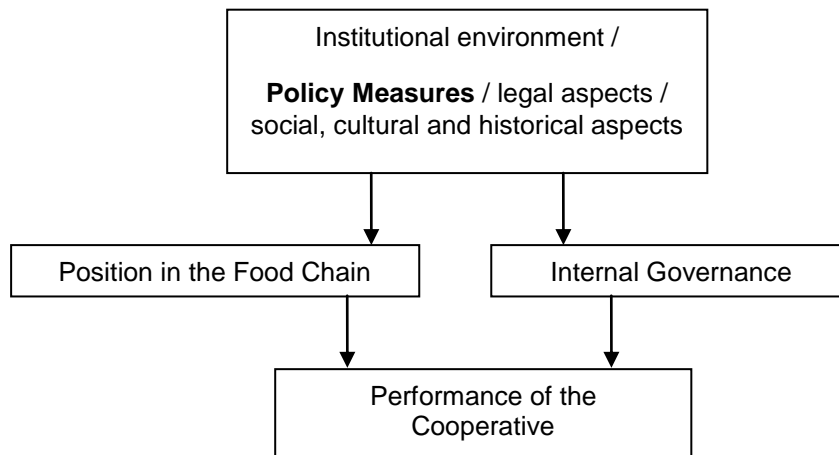 Institutional environment /
Policy Measures / legal aspects /
social, cultural and historical aspects
Position in the Food Chain
Internal Governance
Performance of the
Cooperative